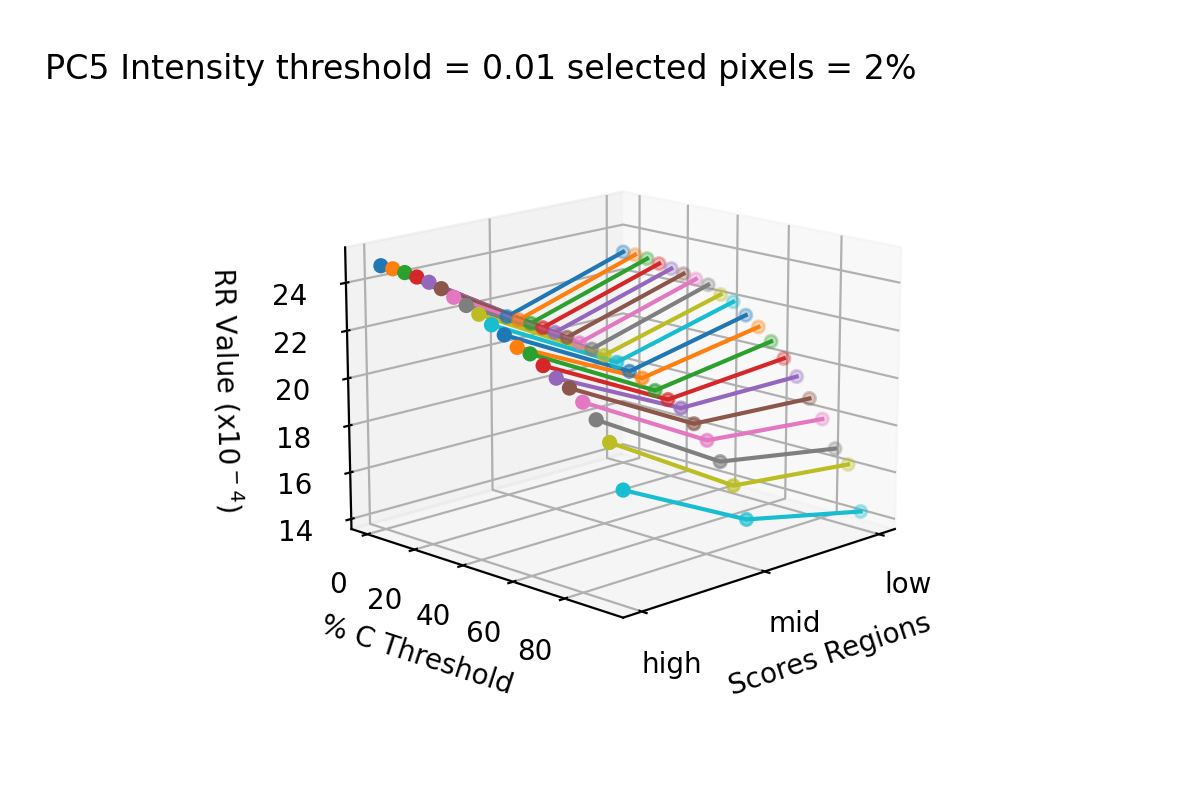 PC5 Intensity threshold = 0.01 selected pixels = 2%
RR Value (x10⁻⁴)
24
22
20
18
16
14
0
20
40
60
80
% C Threshold
high
mid
low
Scores Regions